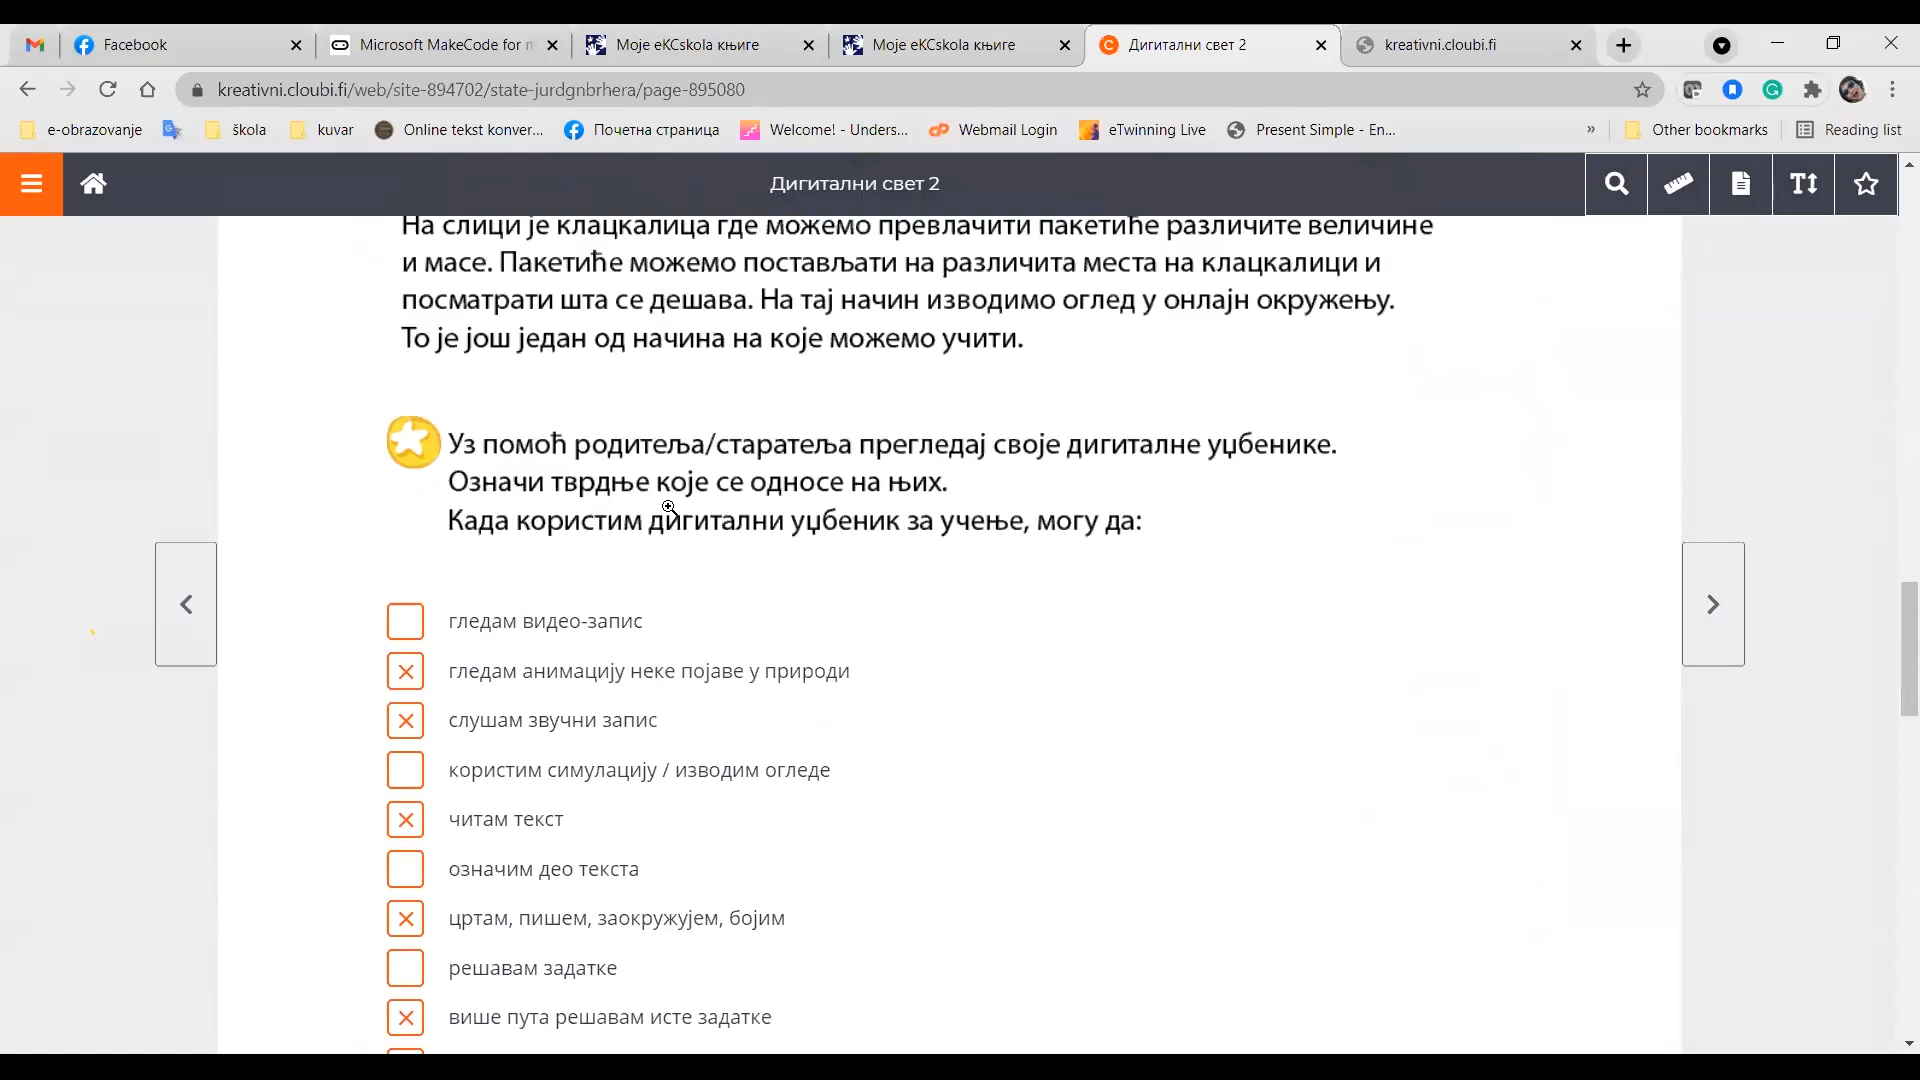 Facebook
Microsoft MakeCode for m
Моје eКСskola књиге
Моје eКСskola књиге
Дигитални свет 2
kreativni.cloubi.fi
kreativni.cloubi.fi/web/site-894702/state-jurdgnbrhera/page-895080
e-obrazovanje
škola
kuvar
Online tekst konver...
Почетна страница
Welcome! - Unders...
Webmail Login
eTwinning Live
Present Simple - En...
»
Other bookmarks
Reading list
Дигитални свет 2
На слици је клацкалица где можемо превлачити пакетиће различите величине
и масе. Пакетиће можемо постављати на различита места на клацкалици и
посматрати шта се дешава. На тај начин изводимо оглед у онлајн окружењу.
То је још један од начина на које можемо учити.
Уз помоћ родитеља/старатеља прегледај своје дигиталне уџбенике.
Означи тврдње које се односе на њих.
Када користим дигитални уџбеник за учење, могу да:
гледам видео-запис
гледам анимацију неке појаве у природи
слушам звучни запис
користим симулацију / изводим огледе
читам текст
означим део текста
цртам, пишем, заокружујем, бојим
решавам задатке
више пута решавам исте задатке